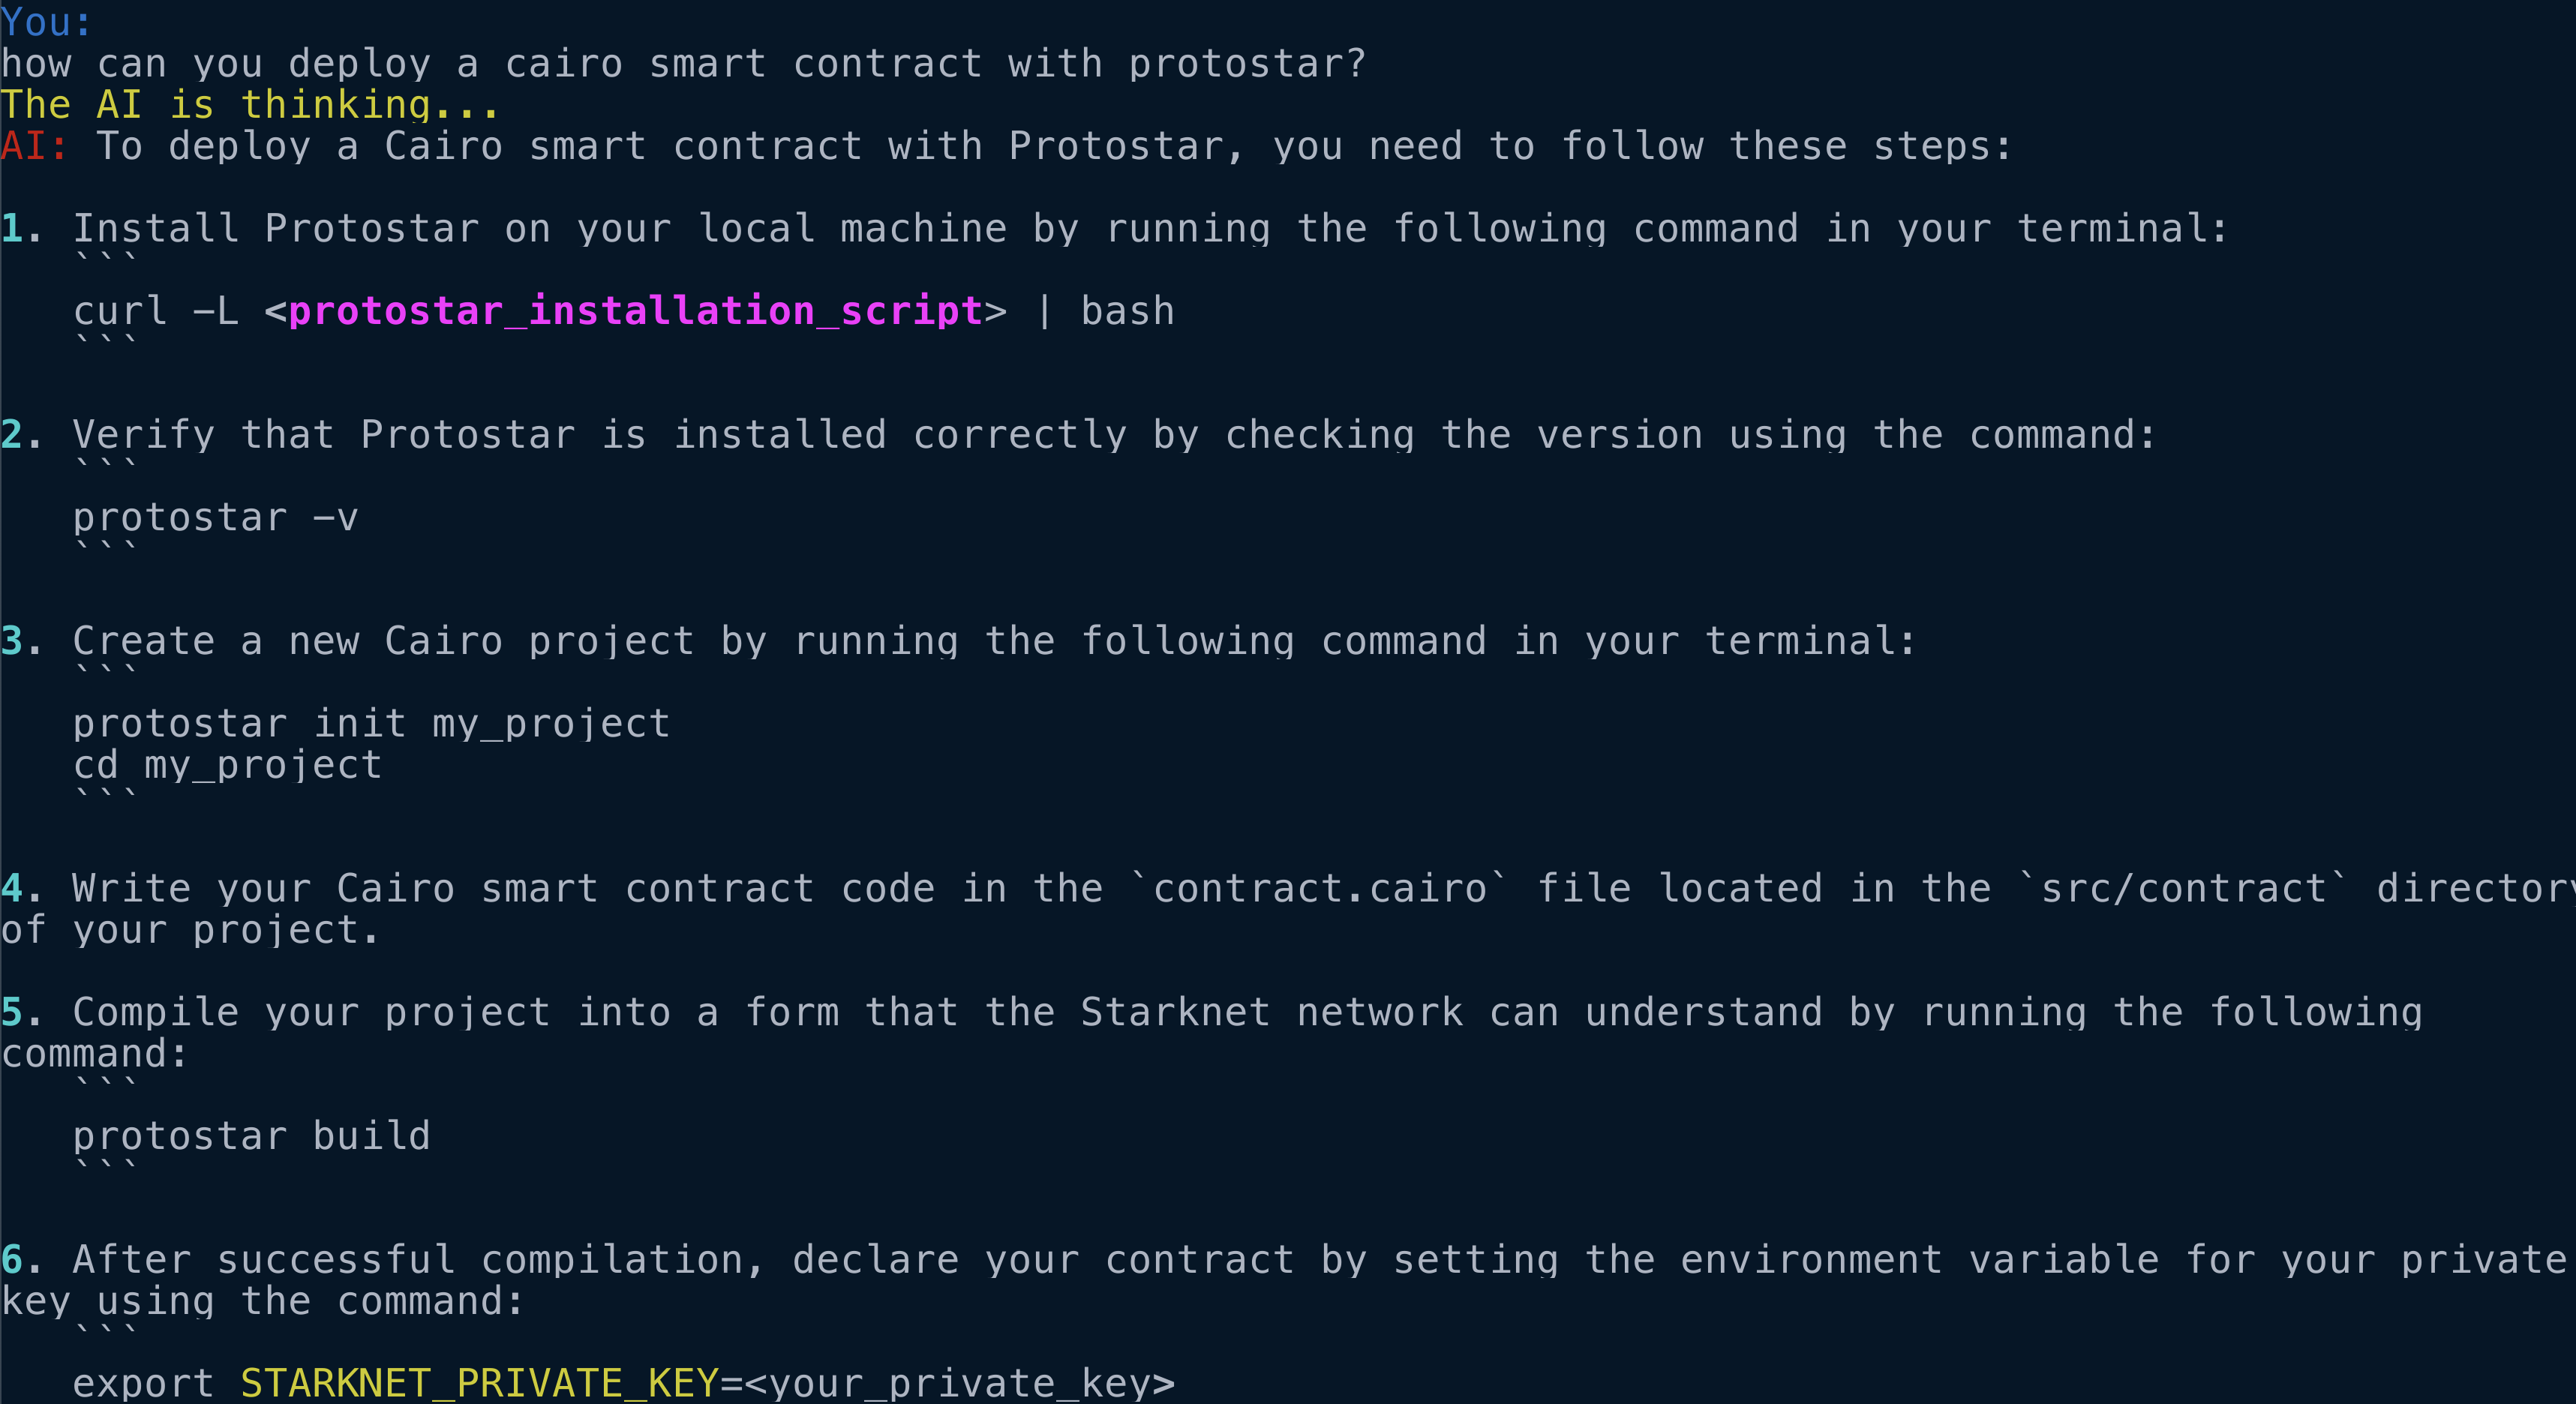 You:
how can you deploy a cairo smart contract with protostar?
The AI is thinking...
AI: To deploy a Cairo smart contract with Protostar, you need to follow these steps:
1. Install Protostar on your local machine by running the following command in your terminal:
```
curl -L <protostar_installation_script> | bash
```
2. Verify that Protostar is installed correctly by checking the version using the command:
```
protostar -v
```
3. Create a new Cairo project by running the following command in your terminal:
```
protostar init my_project
cd my_project
```
4. Write your Cairo smart contract code in the `contract.cairo` file located in the `src/contract` directory
of your project.
5. Compile your project into a form that the Starknet network can understand by running the following
command:
```
protostar build
```
6. After successful compilation, declare your contract by setting the environment variable for your private
key using the command:
```
export STARKNET_PRIVATE_KEY=<your_private_key>